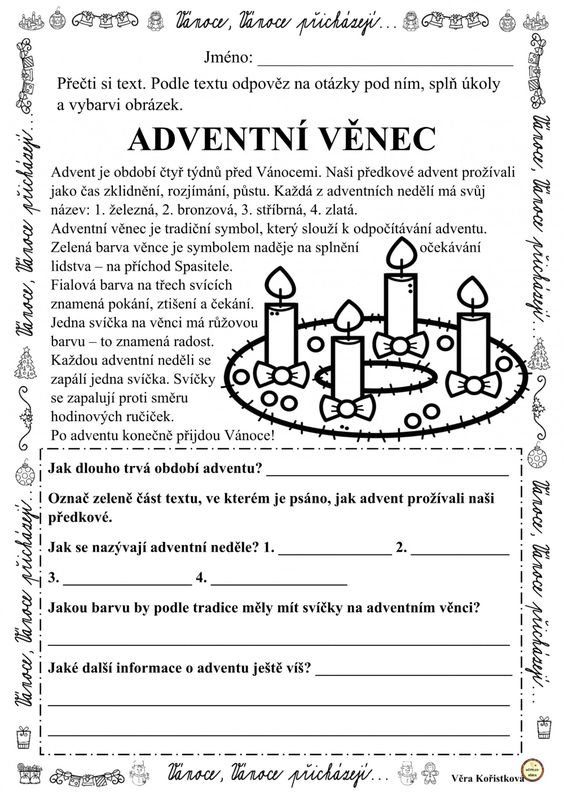 Vánoce, Vánoce přicházejí...
Jméno: ______________________________
Přečti si text. Podle textu odpověz na otázky pod ním, splň úkoly
a vybarvi obrázek.
ADVENTNÍ VĚNEC
Advent je období čtyř týdnů před Vánocemi. Naši předkové advent prožívali
jako čas zklidnění, rozjímání, půstu. Každá z adventních nedělí má svůj
název: 1. železná, 2. bronzová, 3. stříbrná, 4. zlatá.
Adventní věnec je tradiční symbol, který slouží k odpočítávání adventu.
Zelená barva věnce je symbolem naděje na splnění očekávání
lidstva – na příchod Spasitele.
Fialová barva na třech svících
znamená pokání, ztišení a čekání.
Jedna svíčka na věnci má růžovou
barvu – to znamená radost.
Každou adventní neděli se
zapálí jedna svíčka. Svíčky
se zapalují proti směru
hodinových ručiček.
Po adventu konečně přijdou Vánoce!
Jak dlouho trvá období adventu? ______________________________
Označ zeleně část textu, ve kterém je psáno, jak advent prožívali naši
předkové.
Jak se nazývají adventní neděle? 1. ______________ 2. ____________
3. ________________ 4. _________________
Jakou barvu by podle tradice měly mít svíčky na adventním věnci?
Jaké další informace o adventu ještě víš? ________________________
Vánoce, Vánoce přicházejí...
Vánoce, Vánoce přicházejí...
Vánoce, Vánoce přicházejí...
Vánoce, Vánoce přicházejí...
Vánoce, Vánoce přicházejí...
Vánoce, Vánoce přicházejí...
Věra Kořistková